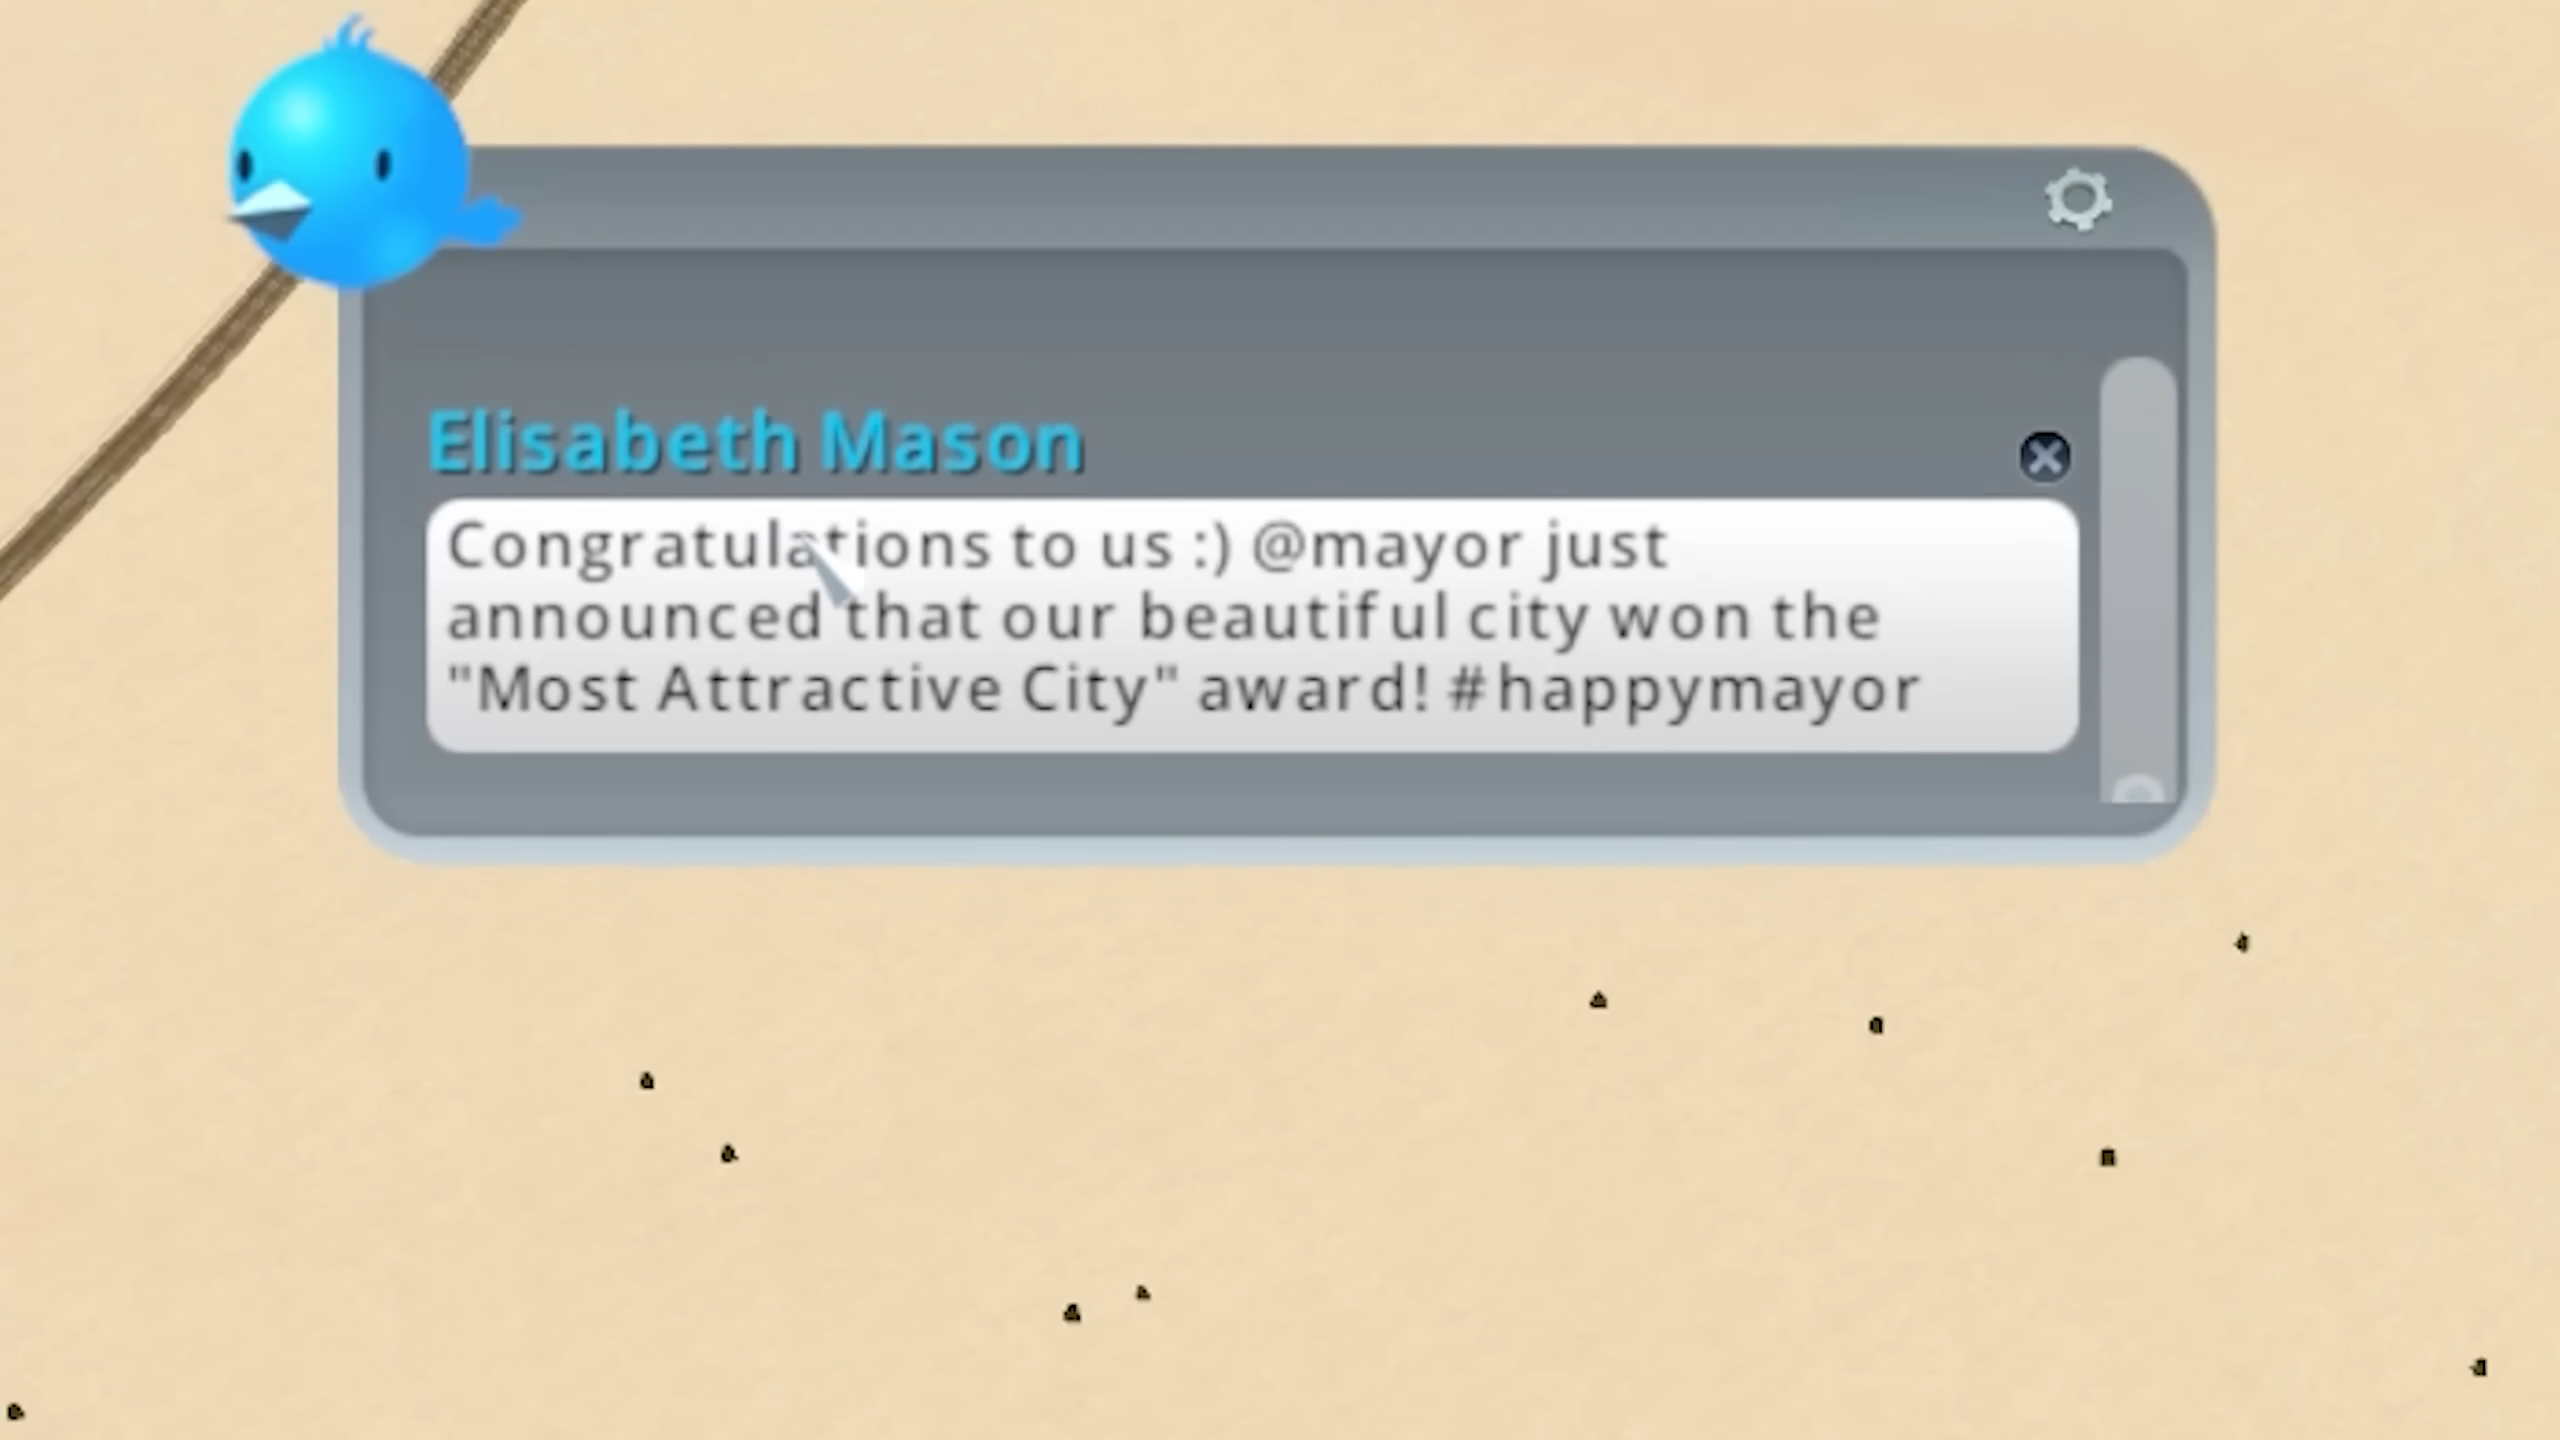 Elisabeth Mason
Congratulations to us :) @mayor just
announced that our beautiful city won the
"Most Attractive City" award! #happymayor